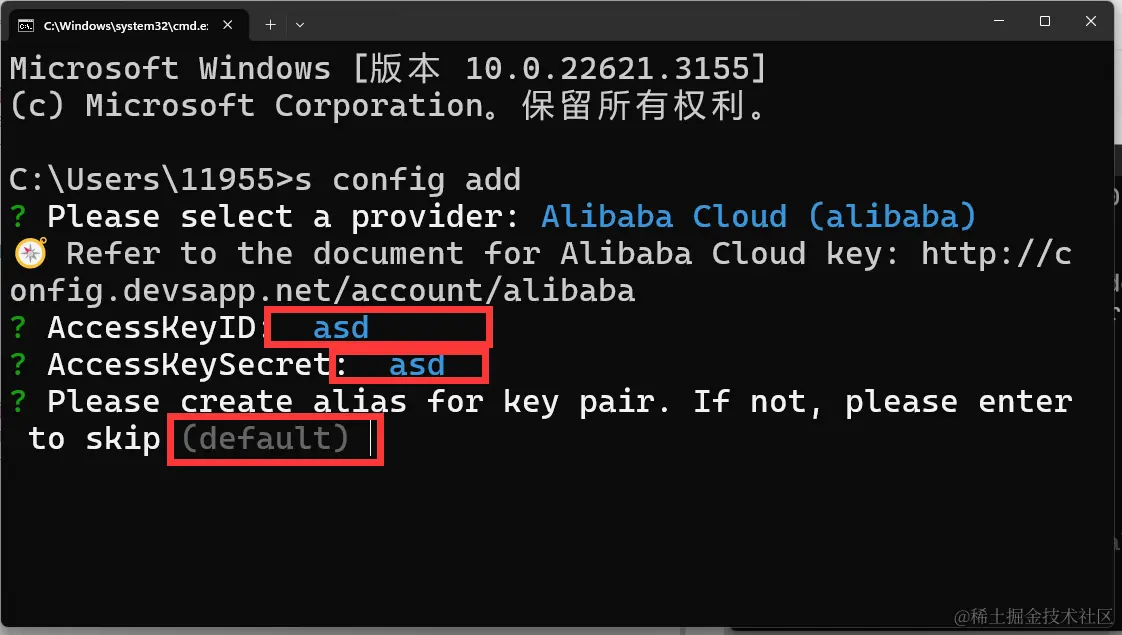 C:\Windows\system32\cmd.e:
Microsoft Windows [版本 10.0.22621.3155]
(c) Microsoft Corporation。保留所有权利。
C:\Users\11955>s config add
? Please select a provider: Alibaba Cloud (alibaba)
Refer to the document for Alibaba Cloud key: http://c
onfig.devsapp.net/account/alibaba
? AccessKeyID: asd
? AccessKeySecret: asd
? Please create alias for key pair. If not, please enter
to skip (default)
@稀土掘金技术社区